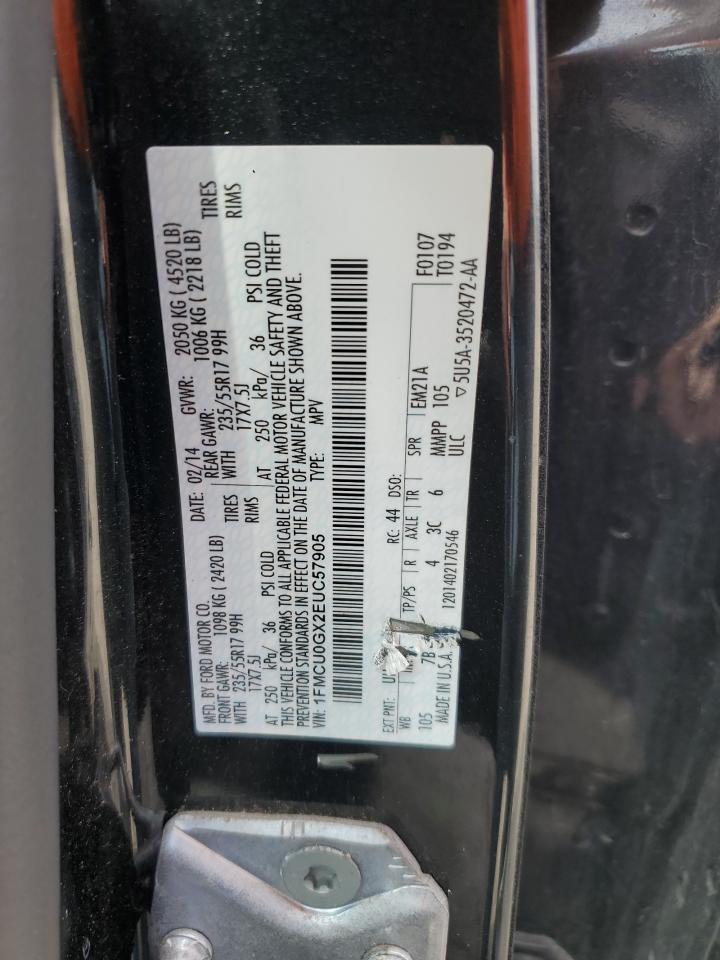 MFD. BY FORD MOTOR CO. DATE: 02/14 GVWR: 2050 KG ( 4520 LB)
FRONT GAWR: 1098 KG ( 2420 LB) REAR GAWR: 1006 KG ( 2218 LB)
WITH 235/55R17 99H TIRES WITH 235/55R17 99H TIRES
17X7.5J RIMS 17X7.5J RIMS
AT 250 kPa/ 36 PSI COLD AT 250 kPa/ 36 PSI COLD
THIS VEHICLE CONFORMS TO ALL APPLICABLE FEDERAL MOTOR VEHICLE SAFETY AND THEFT
PREVENTION STANDARDS IN EFFECT ON THE DATE OF MANUFACTURE SHOWN ABOVE.
VIN: 1FMCU0GX2EUC57905 TYPE: MPV
EXT PNT: RC: 44 DSO: F0107
WB TP/PS R AXLE TR SPR EM21A T0194
105 7B 4 3C 6 MMPP 105
MADE IN U.S.A. 1201402170546 ULC ▽5U5A-3520472-AA